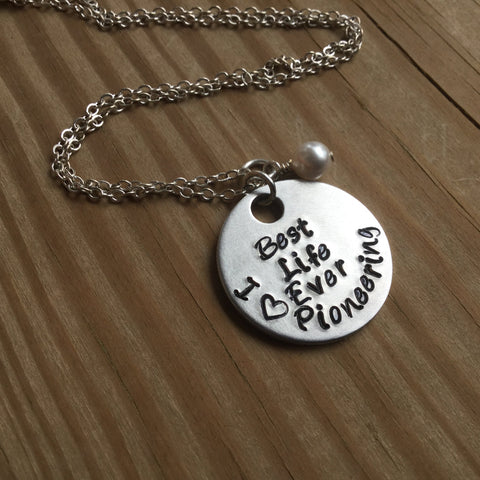 Best
Life
Ever
I ♡ Pioneering